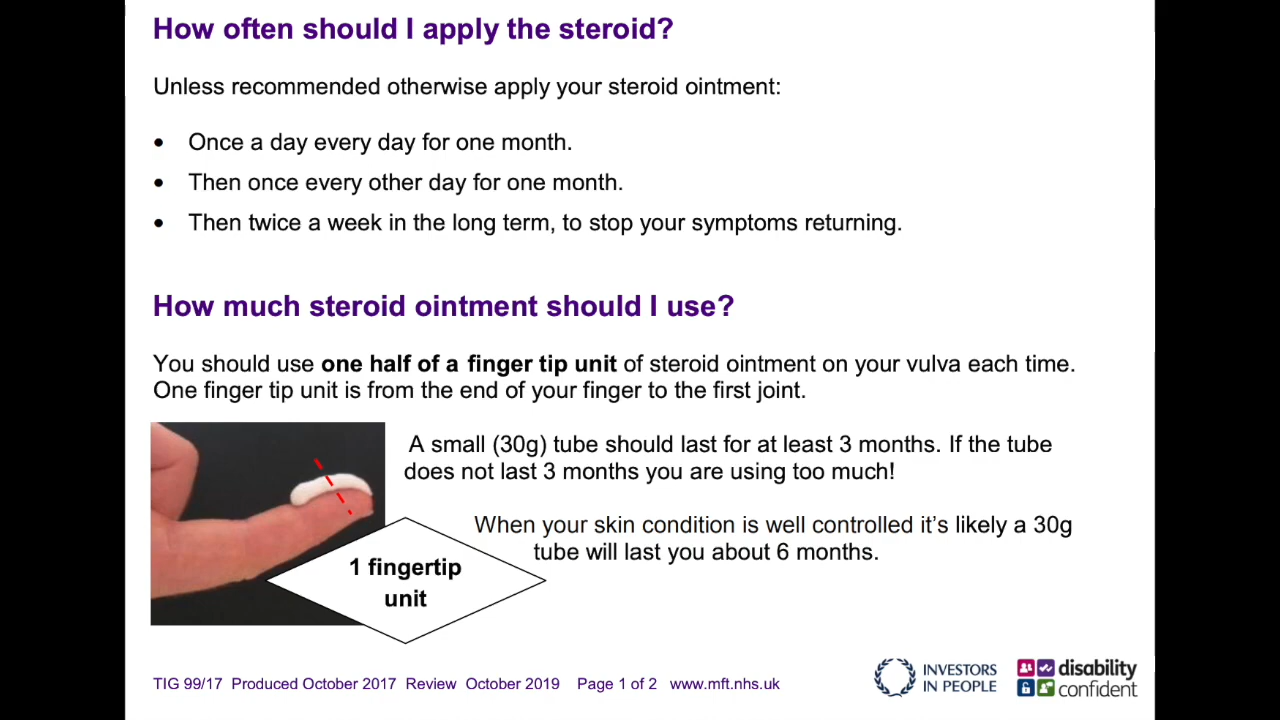 How often should I apply the steroid?
Unless recommended otherwise apply your steroid ointment:
• Once a day every day for one month.
• Then once every other day for one month.
• Then twice a week in the long term, to stop your symptoms returning.
How much steroid ointment should I use?
You should use one half of a finger tip unit of steroid ointment on your vulva each time.
One finger tip unit is from the end of your finger to the first joint.
A small (30g) tube should last for at least 3 months. If the tube
does not last 3 months you are using too much!
When your skin condition is well controlled it's likely a 30g
tube will last you about 6 months.
1 fingertip
unit
TIG 99/17 Produced October 2017 Review October 2019 Page 1 of 2 www.mft.nhs.uk
INVESTORS
IN PEOPLE
disability
confident